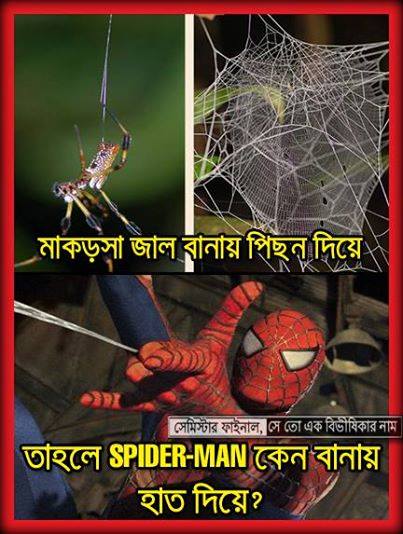 মাকড়সা জাল বানায় পিছন দিয়ে
সেমিস্টার ফাইনাল, সে তো এক বিভীষিকার নাম
তাহলে SPIDER-MAN কেন বানায়
হাত দিয়ে?